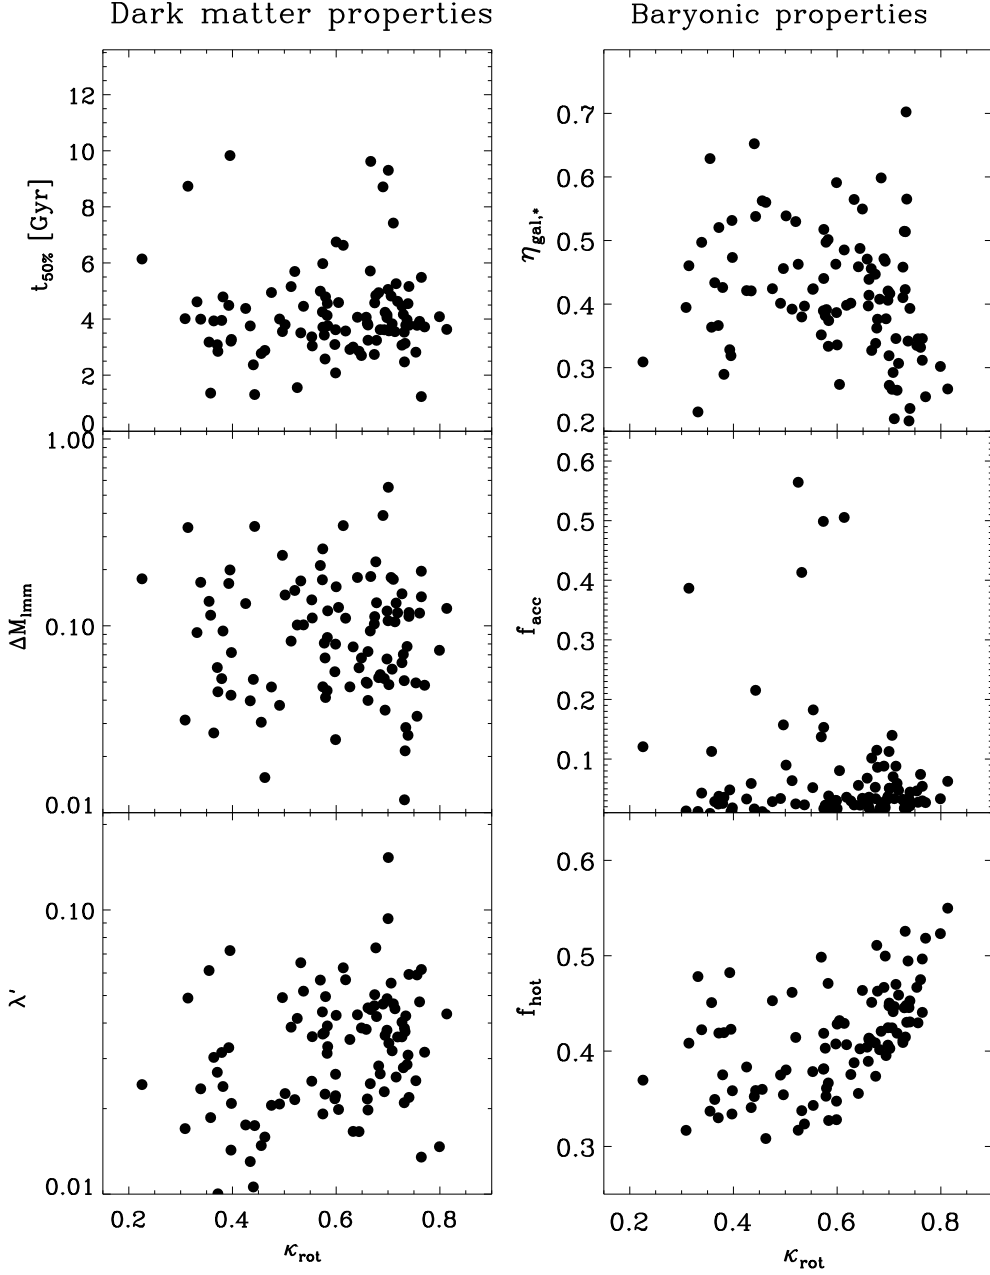 Dark matter properties
Baryonic properties
12
10
8
6
4
2
0
t50% [Gyr]
0.7
0.6
0.5
0.4
0.3
0.2
ηgal,*
1.00
0.10
0.01
ΔMlmm
0.6
0.5
0.4
0.3
0.2
0.1
facc
0.10
0.01
λ'
0.6
0.5
0.4
0.3
fhot
0.2 0.4 0.6 0.8
κrot
0.2 0.4 0.6 0.8
κrot